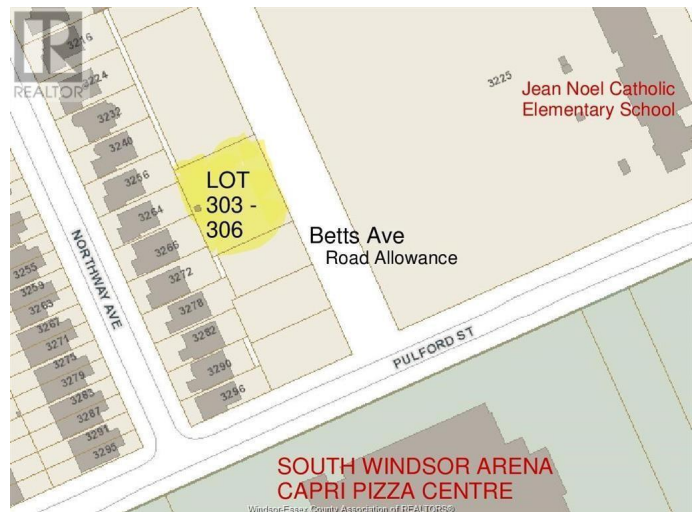 R
REALTOR®
3216
3224
3232
3240
3256
3264
3266
3272
3278
3282
3290
3296
3225
Jean Noel Catholic
Elementary School
LOT
303 -
306
Betts Ave
Road Allowance
NORTHWAY AVE
3255
3259
3263
3267
3271
3275
3279
3283
3287
3291
3295
PULFORD ST
SOUTH WINDSOR ARENA
CAPRI PIZZA CENTRE
Windsor-Essex County Association of REALTORS®